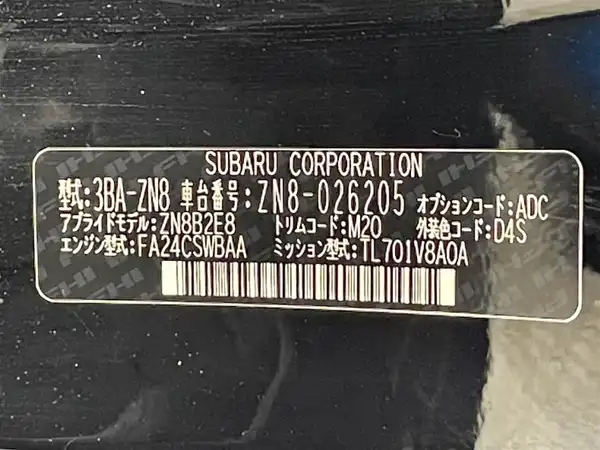 SUBARU CORPORATION
型式:3BA-ZN8 車台番号:ZN8-026205 オプションコード:ADC
アプライドモデル:ZN8B2E8 トリムコード:M20 外装色コード:D4S
エンジン型式:FA24CSWBAA ミッション型式:TL701V8A0A